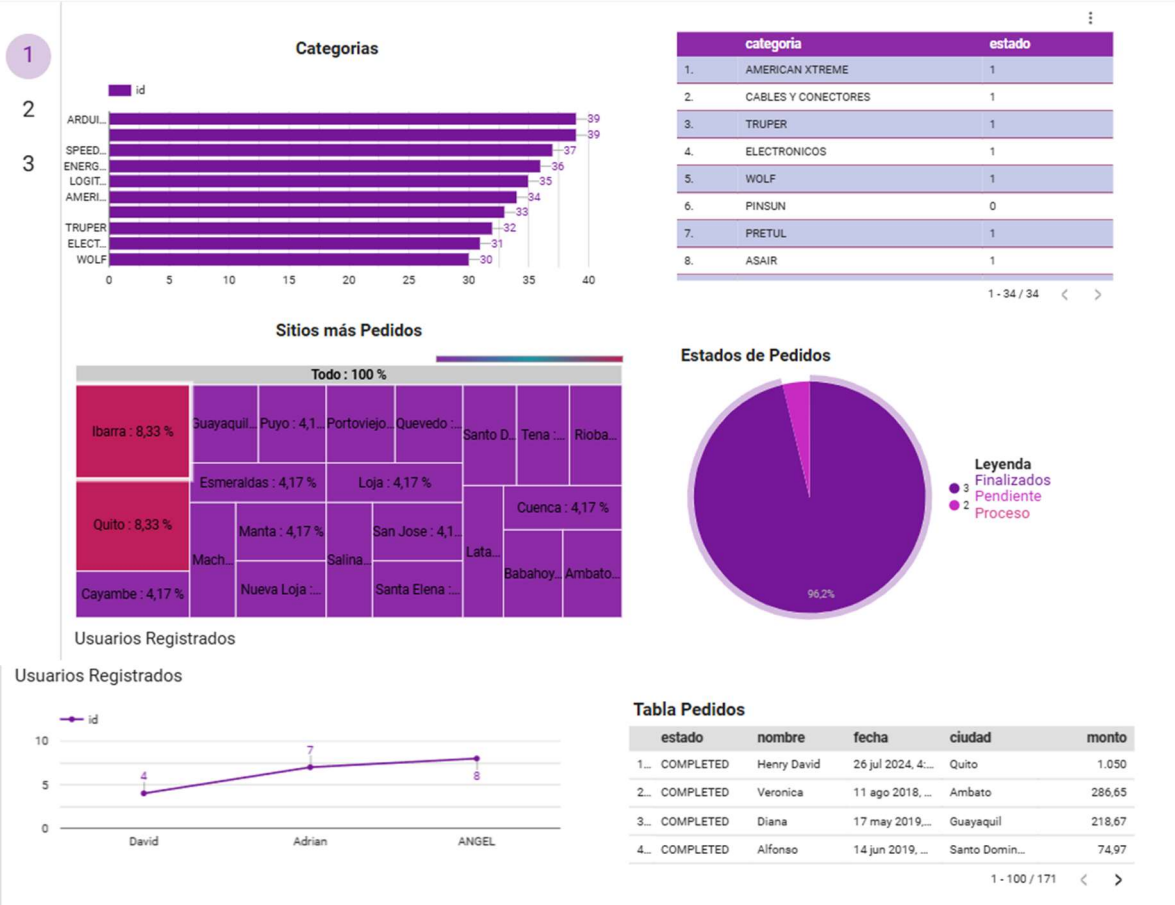 1
2
3
Categorias
id
ARDUI...
SPEED...
ENERG...
LOGIT...
AMERI...
TRUPER
ELECT...
WOLF
39
39
37
36
35
34
33
32
31
30
0 5 10 15 20 25 30 35 40
categoria estado
1. AMERICAN XTREME 1
2. CABLES Y CONECTORES 1
3. TRUPER 1
4. ELECTRONICOS 1
5. WOLF 1
6. PINSUN 0
7. PRETUL 1
8. ASAIR 1
1 - 34 / 34
Sitios más Pedidos
Todo : 100 %
Ibarra : 8,33 %
Quito : 8,33 %
Cayambe : 4,17 %
Guayaquil...
Puyo : 4,1...
Portoviejo...
Quevedo :...
Esmeraldas : 4,17 %
Loja : 4,17 %
Mach...
Manta : 4,17 %
Nueva Loja :...
Salina...
San Jose : 4,1...
Santa Elena :...
Santo D...
Tena :...
Rioba...
Lata...
Cuenca : 4,17 %
Babahoy...
Ambato...
Estados de Pedidos
96,2%
Leyenda
3 Finalizados
Pendiente
2 Proceso
Usuarios Registrados
Usuarios Registrados
id
10
5
0
4
7
8
David Adrian ANGEL
Tabla Pedidos
estado nombre fecha ciudad monto
1... COMPLETED Henry David 26 jul 2024, 4:... Quito 1.050
2... COMPLETED Veronica 11 ago 2018, ... Ambato 286,65
3... COMPLETED Diana 17 may 2019,... Guayaquil 218,67
4... COMPLETED Alfonso 14 jun 2019, ... Santo Domin... 74,97
1 - 100 / 171